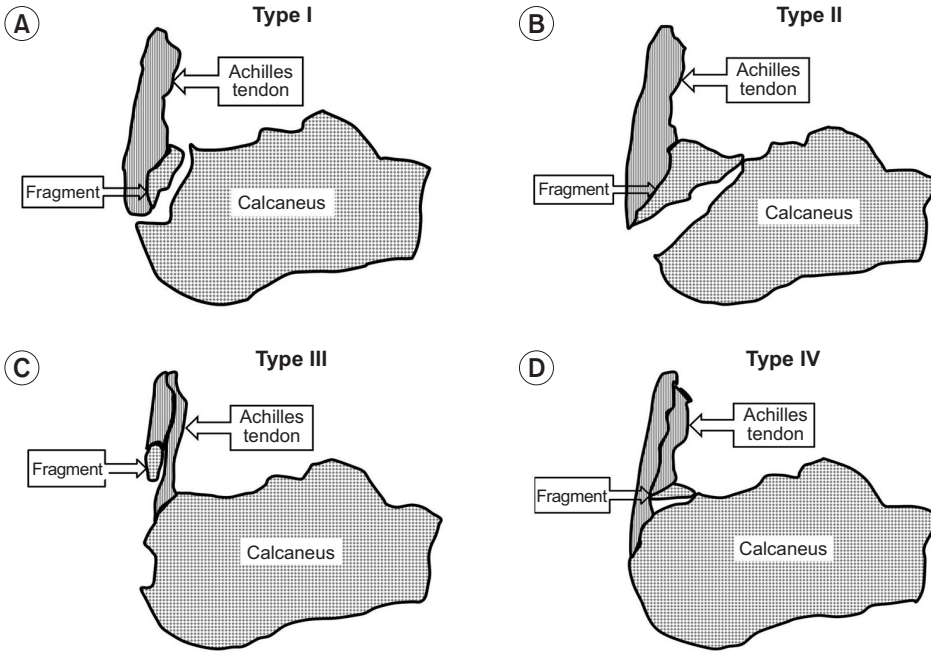 A
Type I
Achilles
tendon
Fragment
Calcaneus
B
Type II
Achilles
tendon
Fragment
Calcaneus
C
Type III
Achilles
tendon
Fragment
Calcaneus
D
Type IV
Achilles
tendon
Fragment
Calcaneus